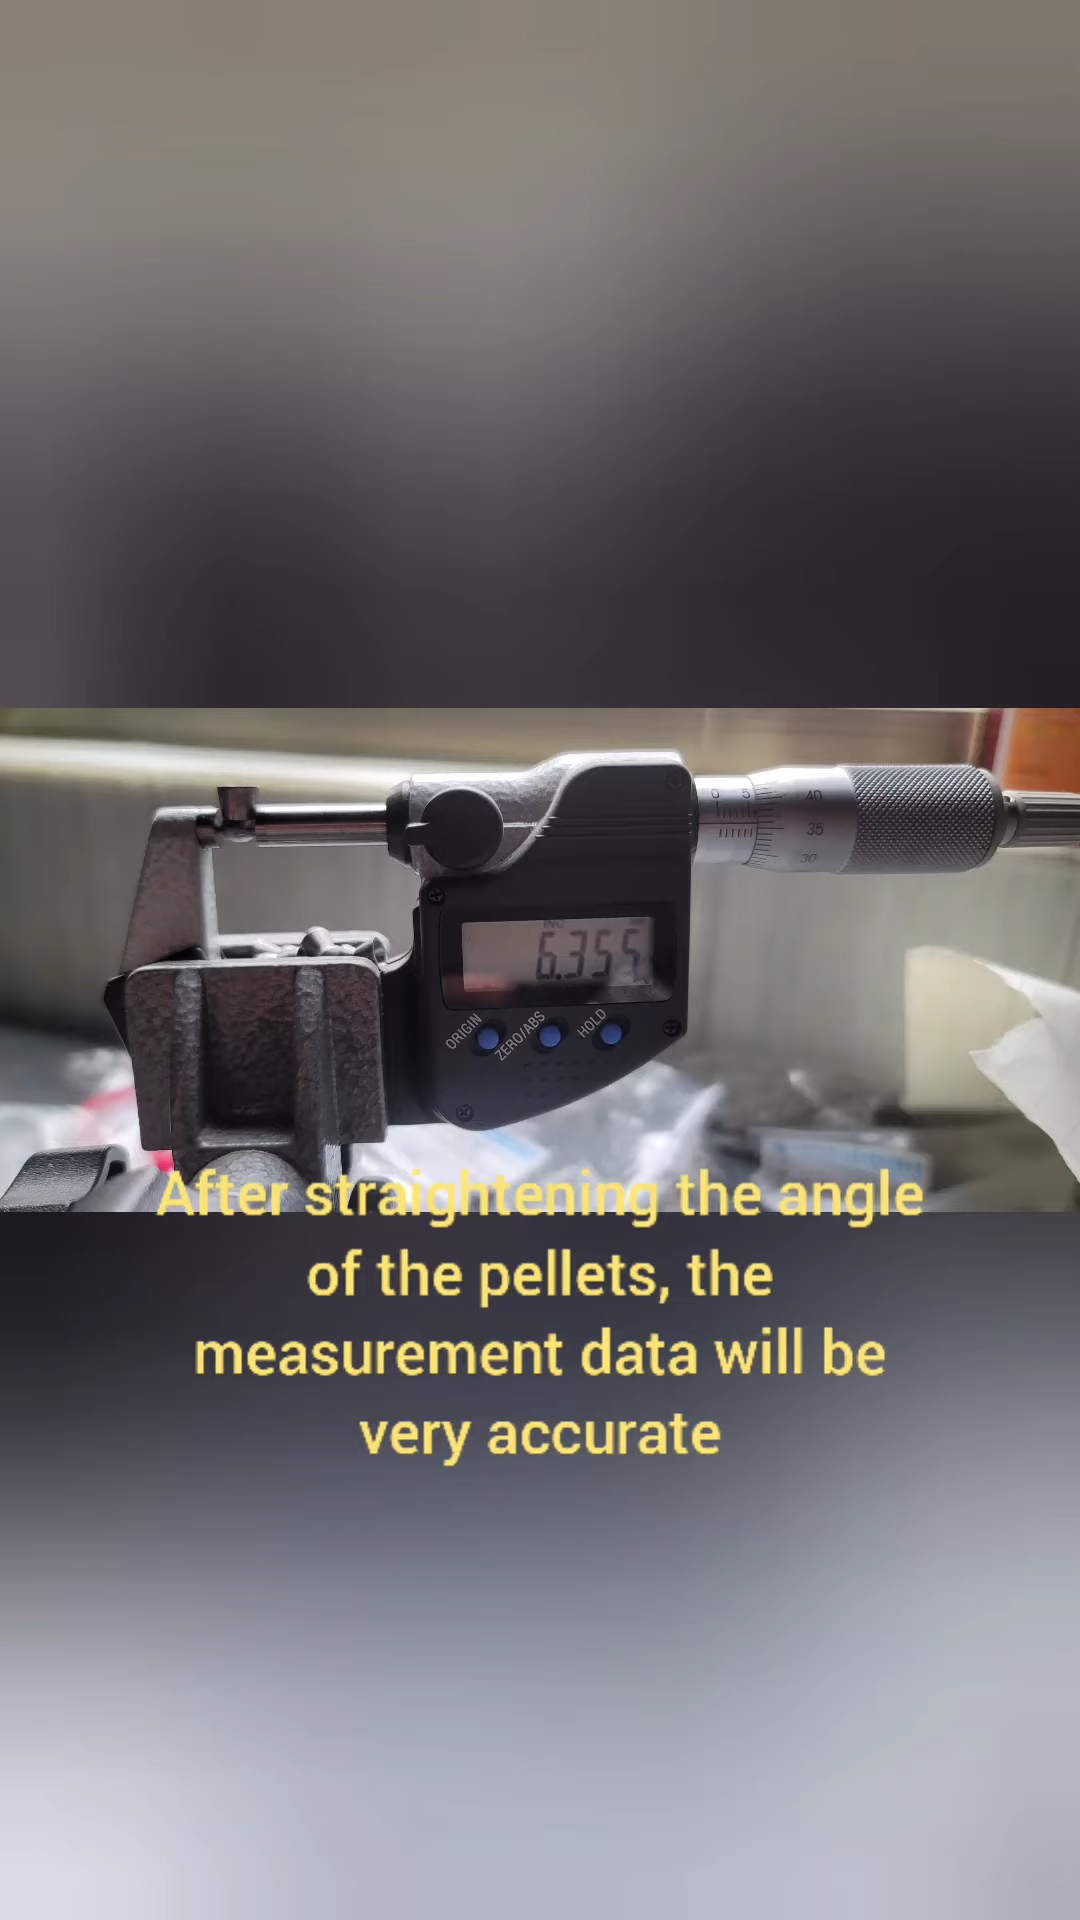 0 5
40
35
30
6.355
ORIGIN
ZERO/ABS
HOLD
After straightening the angle
of the pellets, the
measurement data will be
very accurate